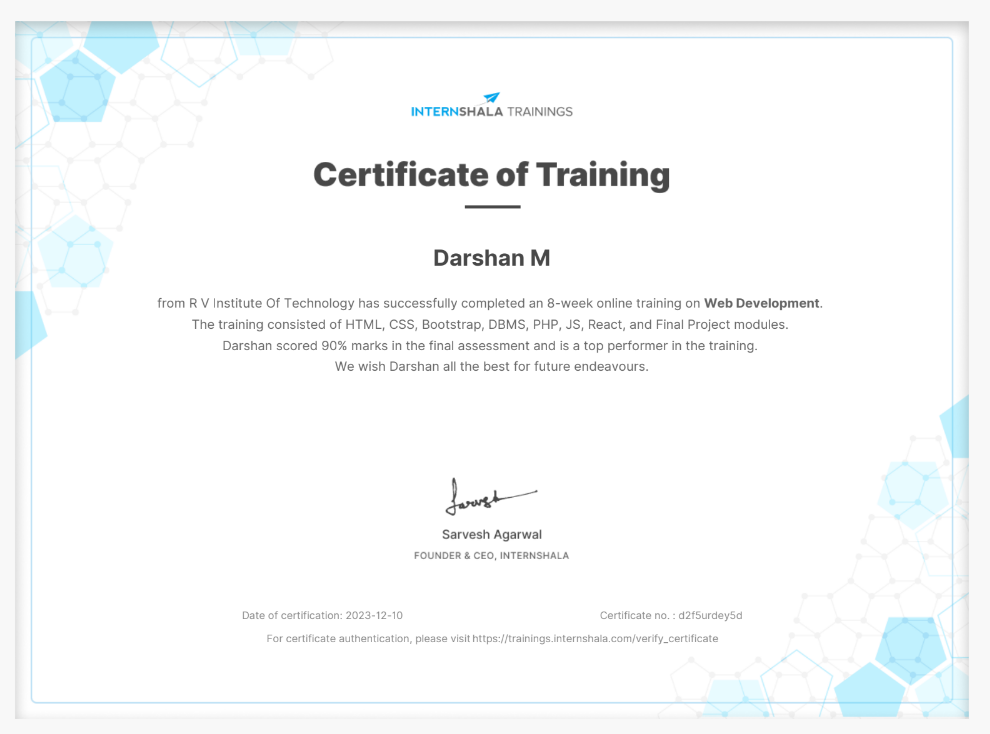 INTERNSHALA TRAININGS
Certificate of Training
Darshan M
from R V Institute Of Technology has successfully completed an 8-week online training on Web Development.
The training consisted of HTML, CSS, Bootstrap, DBMS, PHP, JS, React, and Final Project modules.
Darshan scored 90% marks in the final assessment and is a top performer in the training.
We wish Darshan all the best for future endeavours.
Sarvesh
Sarvesh Agarwal
FOUNDER & CEO, INTERNSHALA
Date of certification: 2023-12-10 Certificate no. : d2f5urdey5d
For certificate authentication, please visit https://trainings.internshala.com/verify_certificate